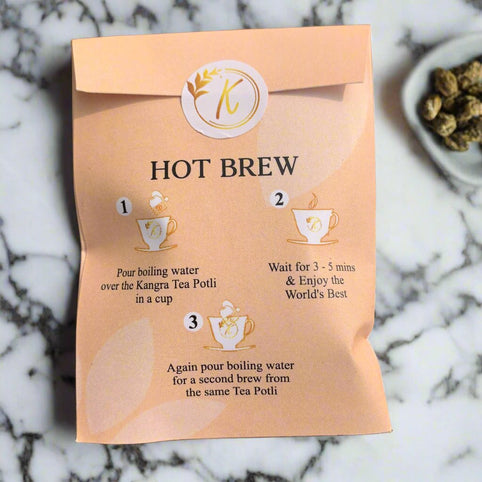 K
HOT BREW
1
Pour boiling water
over the Kangra Tea Potli
in a cup
2
Wait for 3 - 5 mins
& Enjoy the
World's Best
3
Again pour boiling water
for a second brew from
the same Tea Potli